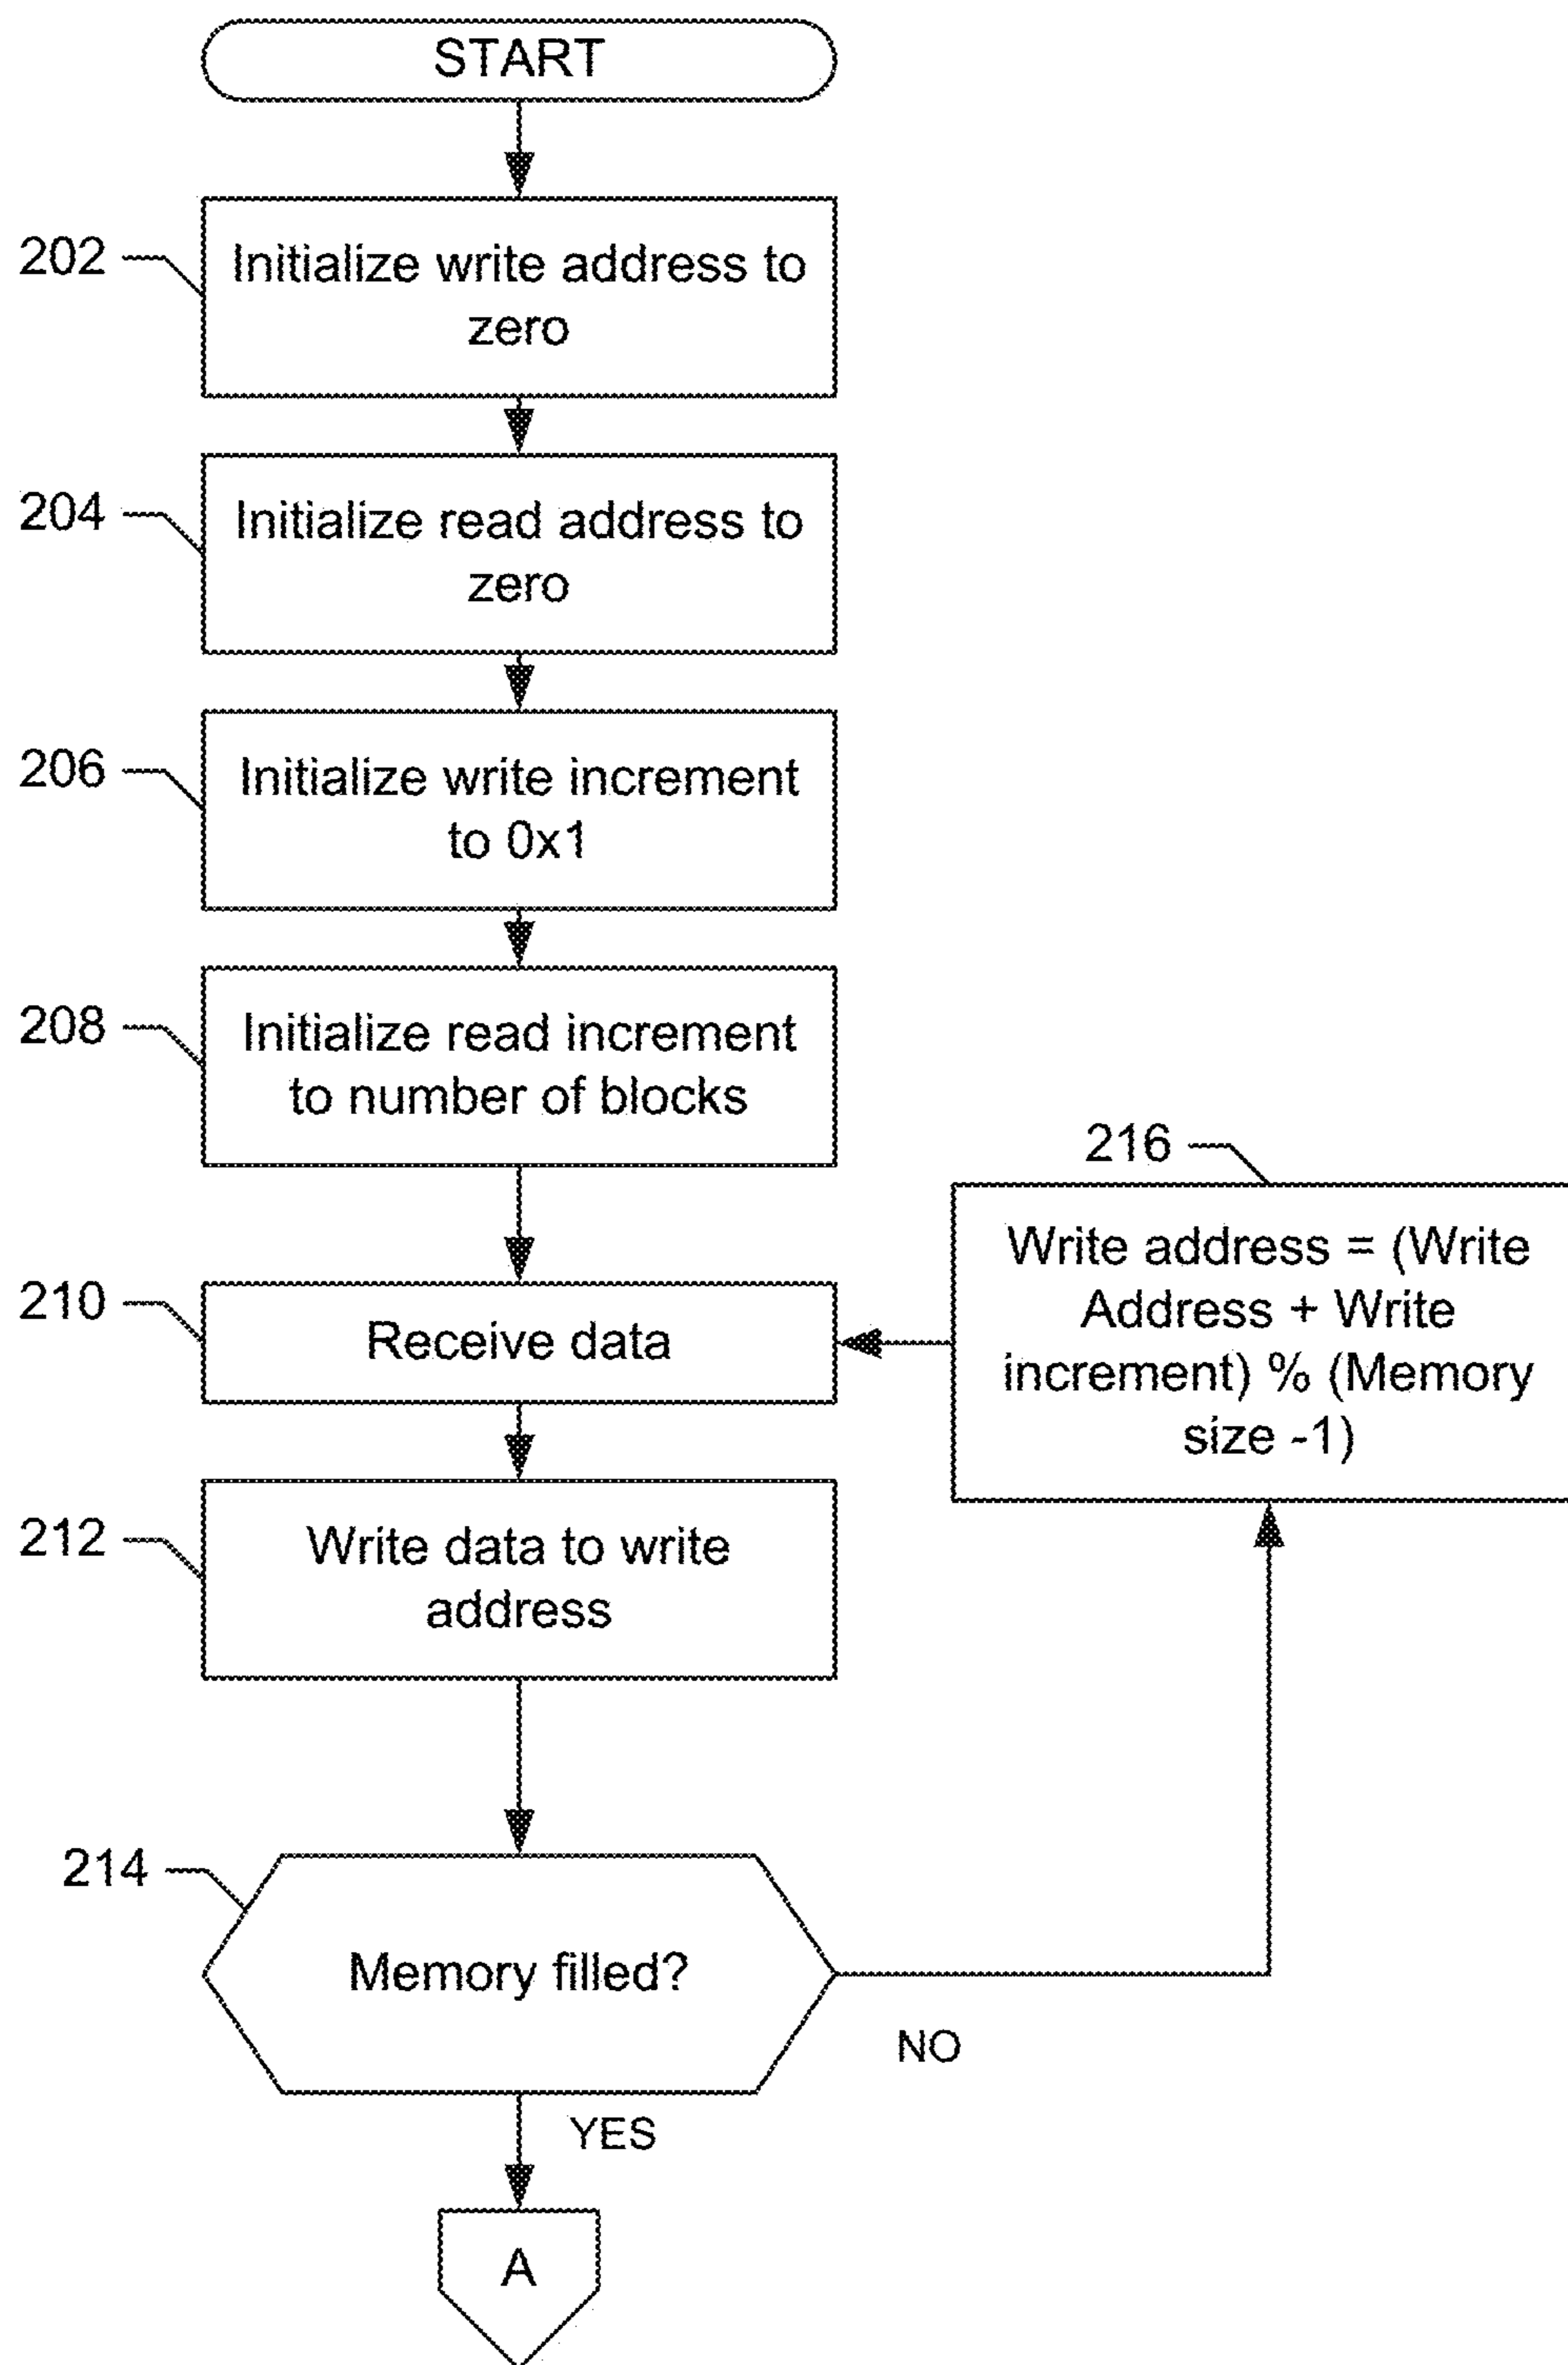 START
202
Initialize write address to
zero
204
Initialize read address to
zero
206
Initialize write increment
to 0x1
208
Initialize read increment
to number of blocks
216
Write address = (Write
Address + Write
increment) % (Memory
size -1)
210
Receive data
212
Write data to write
address
214
Memory filled?
NO
YES
A